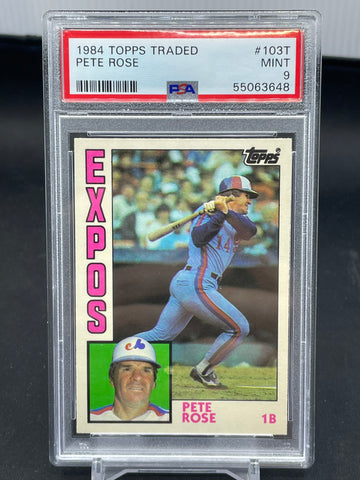 1984 TOPPS TRADED #103T
PETE ROSE MINT
9
PSA 55063648
Topps
EXPOS
14
PETE
ROSE 1B